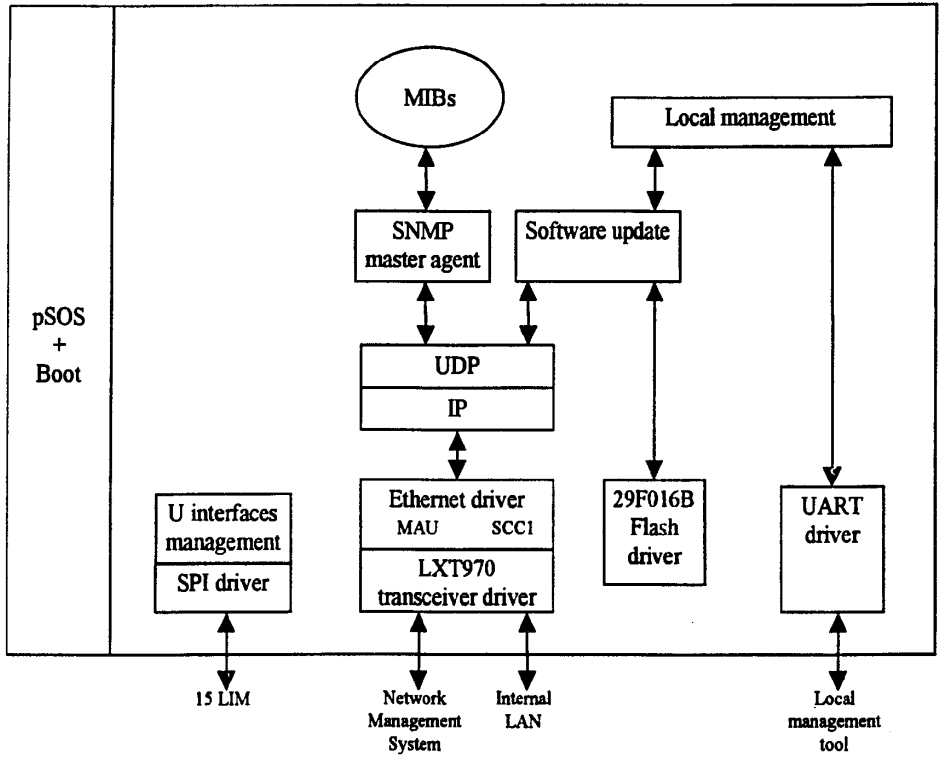 MIBs
Local management
SNMP
master agent
Software update
pSOS
+
Boot
UDP
IP
U interfaces
management
SPI driver
Ethernet driver
MAU SCC1
LXT970
transceiver driver
29F016B
Flash
driver
UART
driver
15 LIM
Network
Management
System
Internal
LAN
Local
management
tool